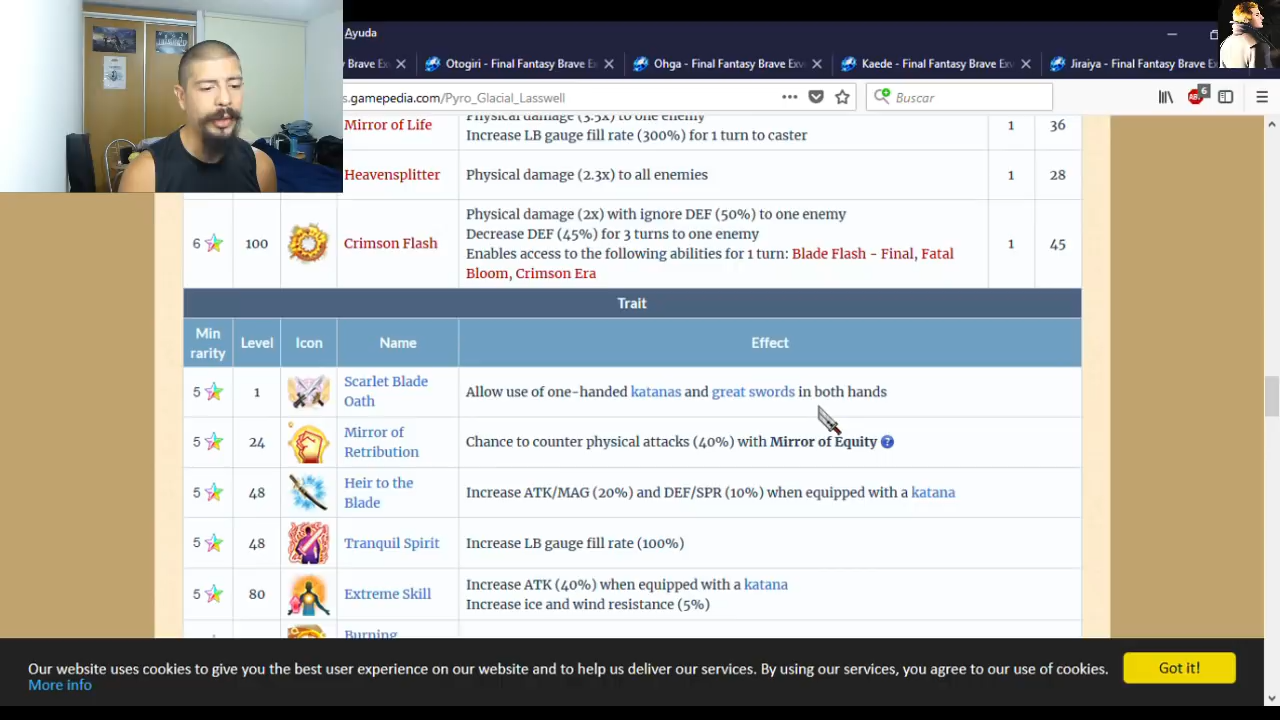 Ayuda
Brave Ex
Otogiri - Final Fantasy Brave E
Ohga - Final Fantasy Brave Exv
Kaede - Final Fantasy Brave Ex
Jiraiya - Final Fantasy Brave Ex
s.gamepedia.com/Pyro_Glacial_Lasswell
Buscar
6
Mirror of Life
Physical damage (3.5x) to one enemy
Increase LB gauge fill rate (300%) for 1 turn to caster
1
36
Heavensplitter
Physical damage (2.3x) to all enemies
1
28
6
100
Crimson Flash
Physical damage (2x) with ignore DEF (50%) to one enemy
Decrease DEF (45%) for 3 turns to one enemy
Enables access to the following abilities for 1 turn: Blade Flash - Final, Fatal
Bloom, Crimson Era
1
45
Trait
Min
rarity
Level
Icon
Name
Effect
5
1
Scarlet Blade
Oath
Allow use of one-handed katanas and great swords in both hands
5
24
Mirror of
Retribution
Chance to counter physical attacks (40%) with Mirror of Equity ?
5
48
Heir to the
Blade
Increase ATK/MAG (20%) and DEF/SPR (10%) when equipped with a katana
5
48
Tranquil Spirit
Increase LB gauge fill rate (100%)
5
80
Extreme Skill
Increase ATK (40%) when equipped with a katana
Increase ice and wind resistance (5%)
Burning
Our website uses cookies to give you the best user experience on our website and to help us deliver our services. By using our services, you agree to our use of cookies.
More info
Got it!